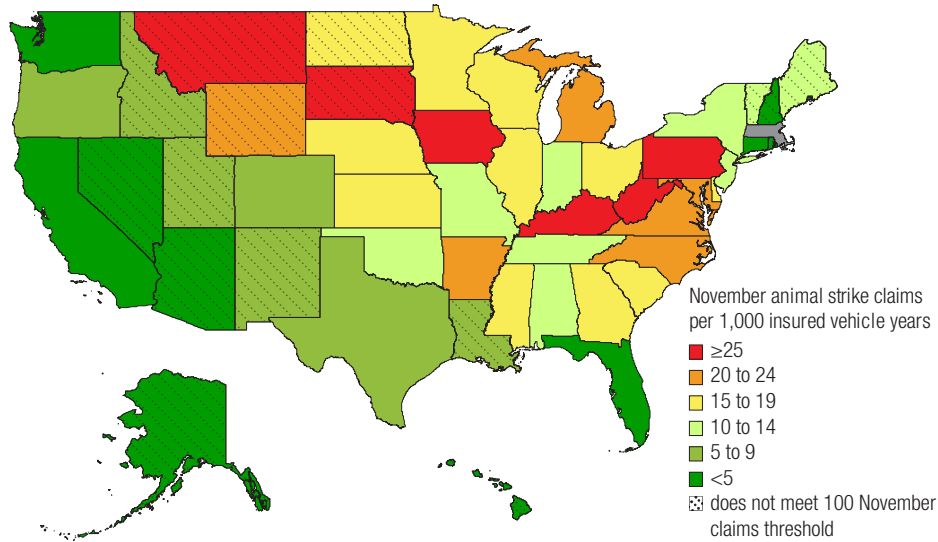 November animal strike claims
per 1,000 insured vehicle years
≥25
20 to 24
15 to 19
10 to 14
5 to 9
<5
does not meet 100 November
claims threshold